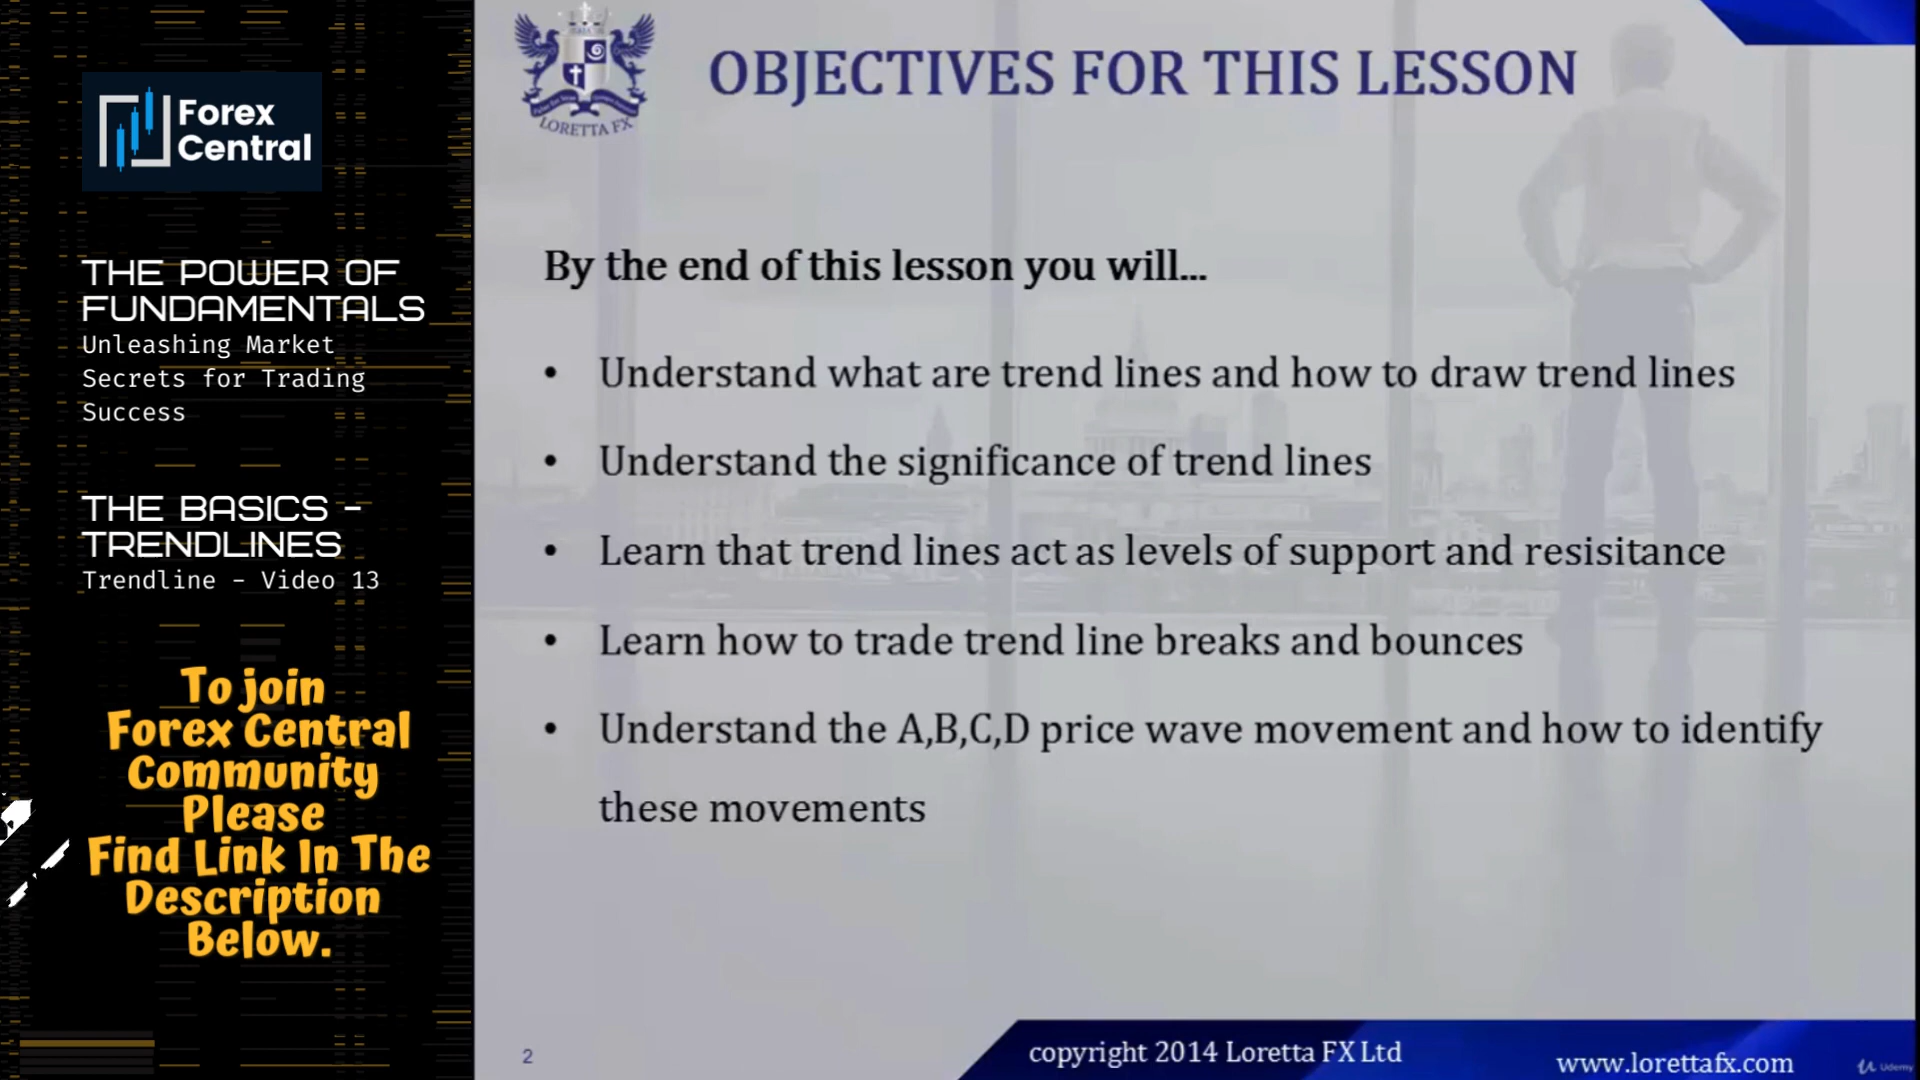 Forex
Central
THE POWER OF
FUNDAMENTALS
Unleashing Market
Secrets for Trading
Success
THE BASICS –
TRENDLINES
Trendline – Video 13
To join
Forex Central
Community
Please
Find Link In The
Description
Below.
LORETTA FX
OBJECTIVES FOR THIS LESSON
By the end of this lesson you will...
• Understand what are trend lines and how to draw trend lines
• Understand the significance of trend lines
• Learn that trend lines act as levels of support and resisitance
• Learn how to trade trend line breaks and bounces
• Understand the A,B,C,D price wave movement and how to identify
these movements
2
copyright 2014 Loretta FX Ltd
www.lorettafx.com
Udemy